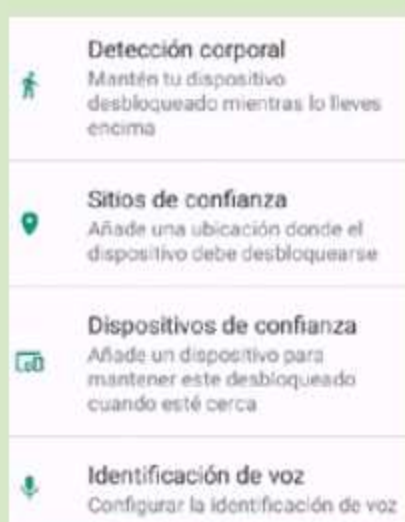 Detección corporal
Mantén tu dispositivo
desbloqueado mientras lo lleves
encima
Sitios de confianza
Añade una ubicación donde el
dispositivo debe desbloquearse
Dispositivos de confianza
Añade un dispositivo para
mantener este desbloqueado
cuando esté cerca
Identificación de voz
Configurar la identificación de voz